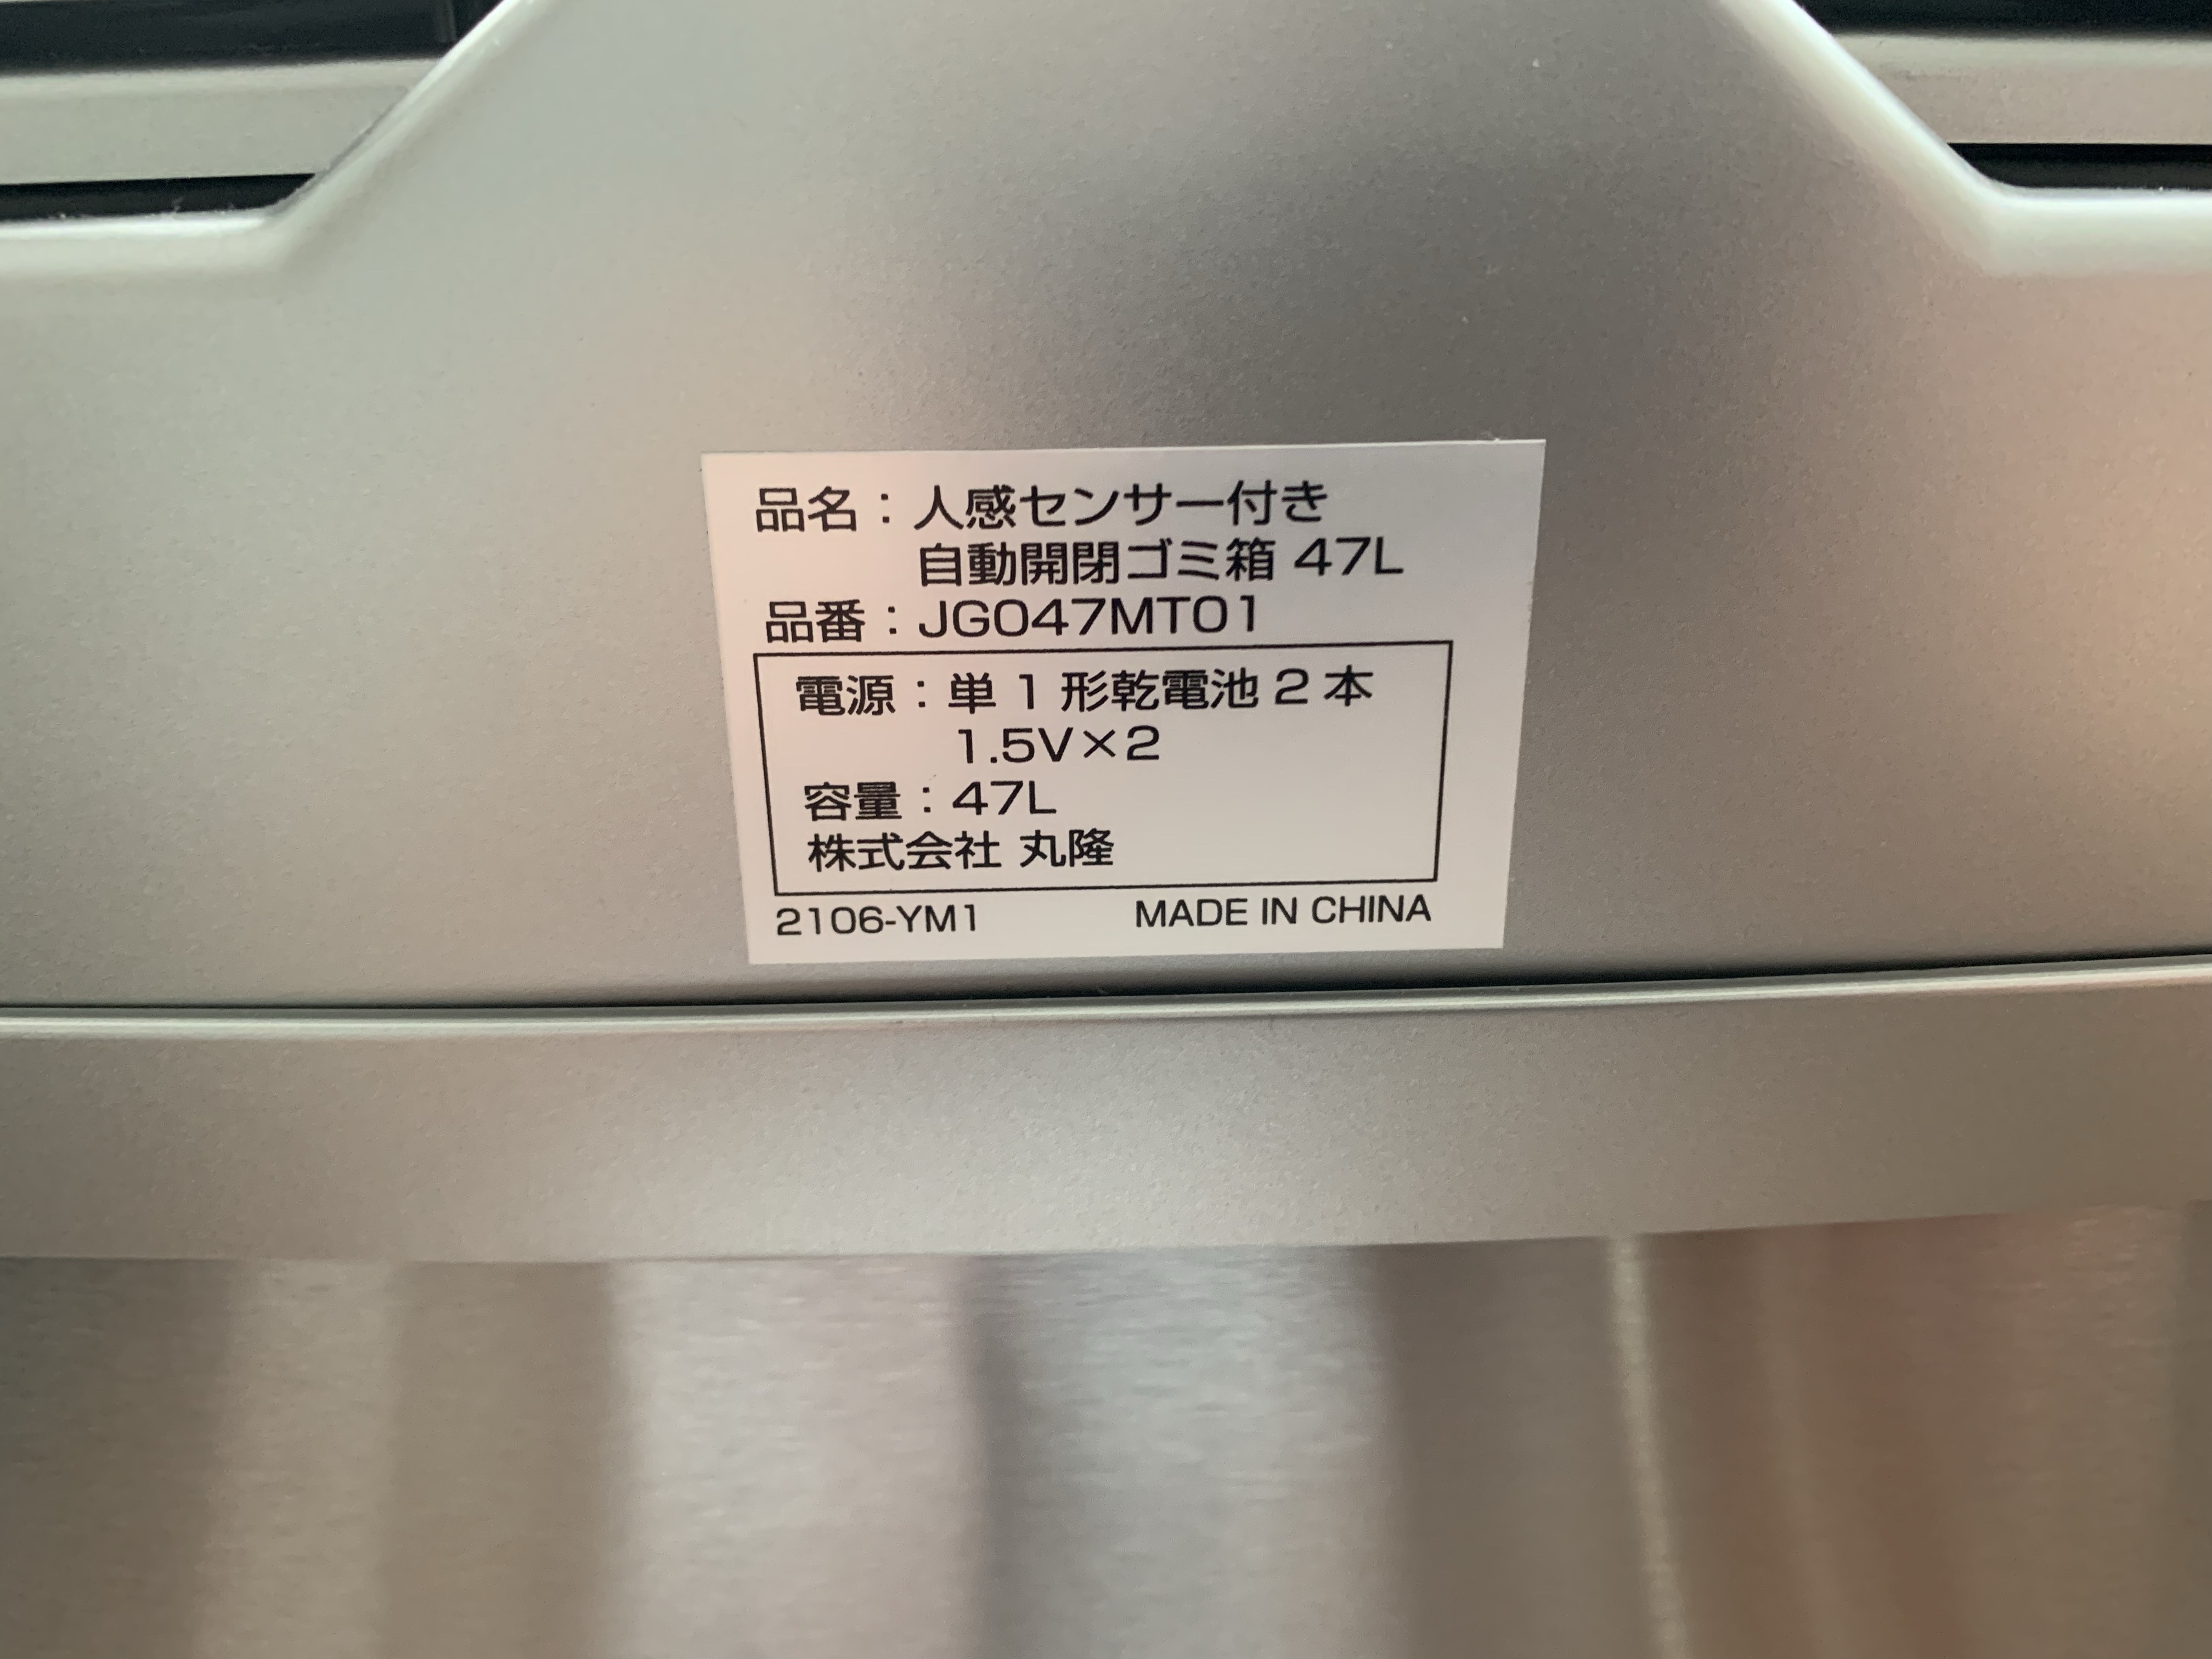 品名：人感センサー付き
自動開閉ゴミ箱 47L
品番：JG047MT01
電源：単1形乾電池2本
1.5V×2
容量：47L
株式会社 丸隆
2106-YM1 MADE IN CHINA